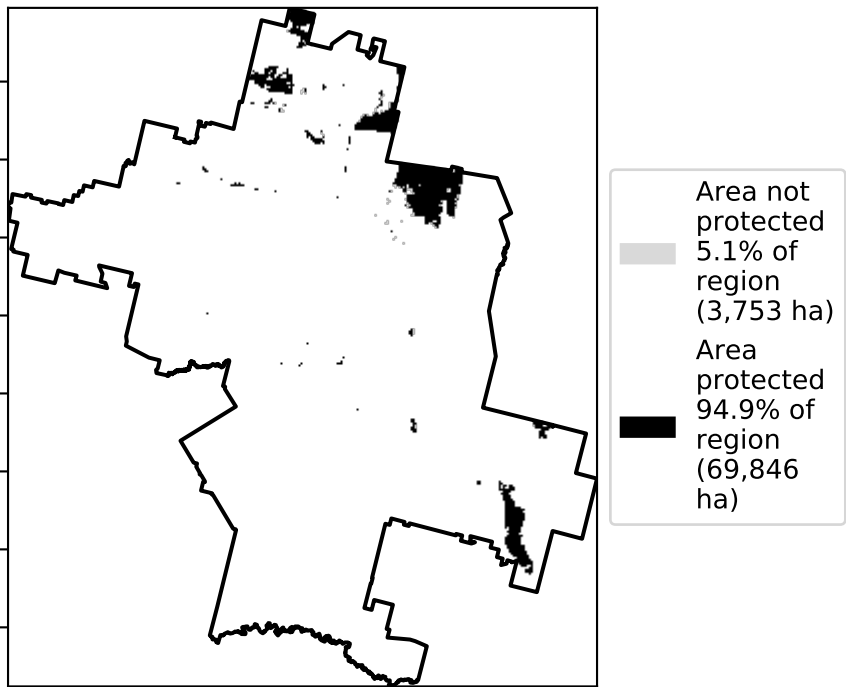 Area not
protected
5.1% of
region
(3,753 ha)
Area
protected
94.9% of
region
(69,846
ha)